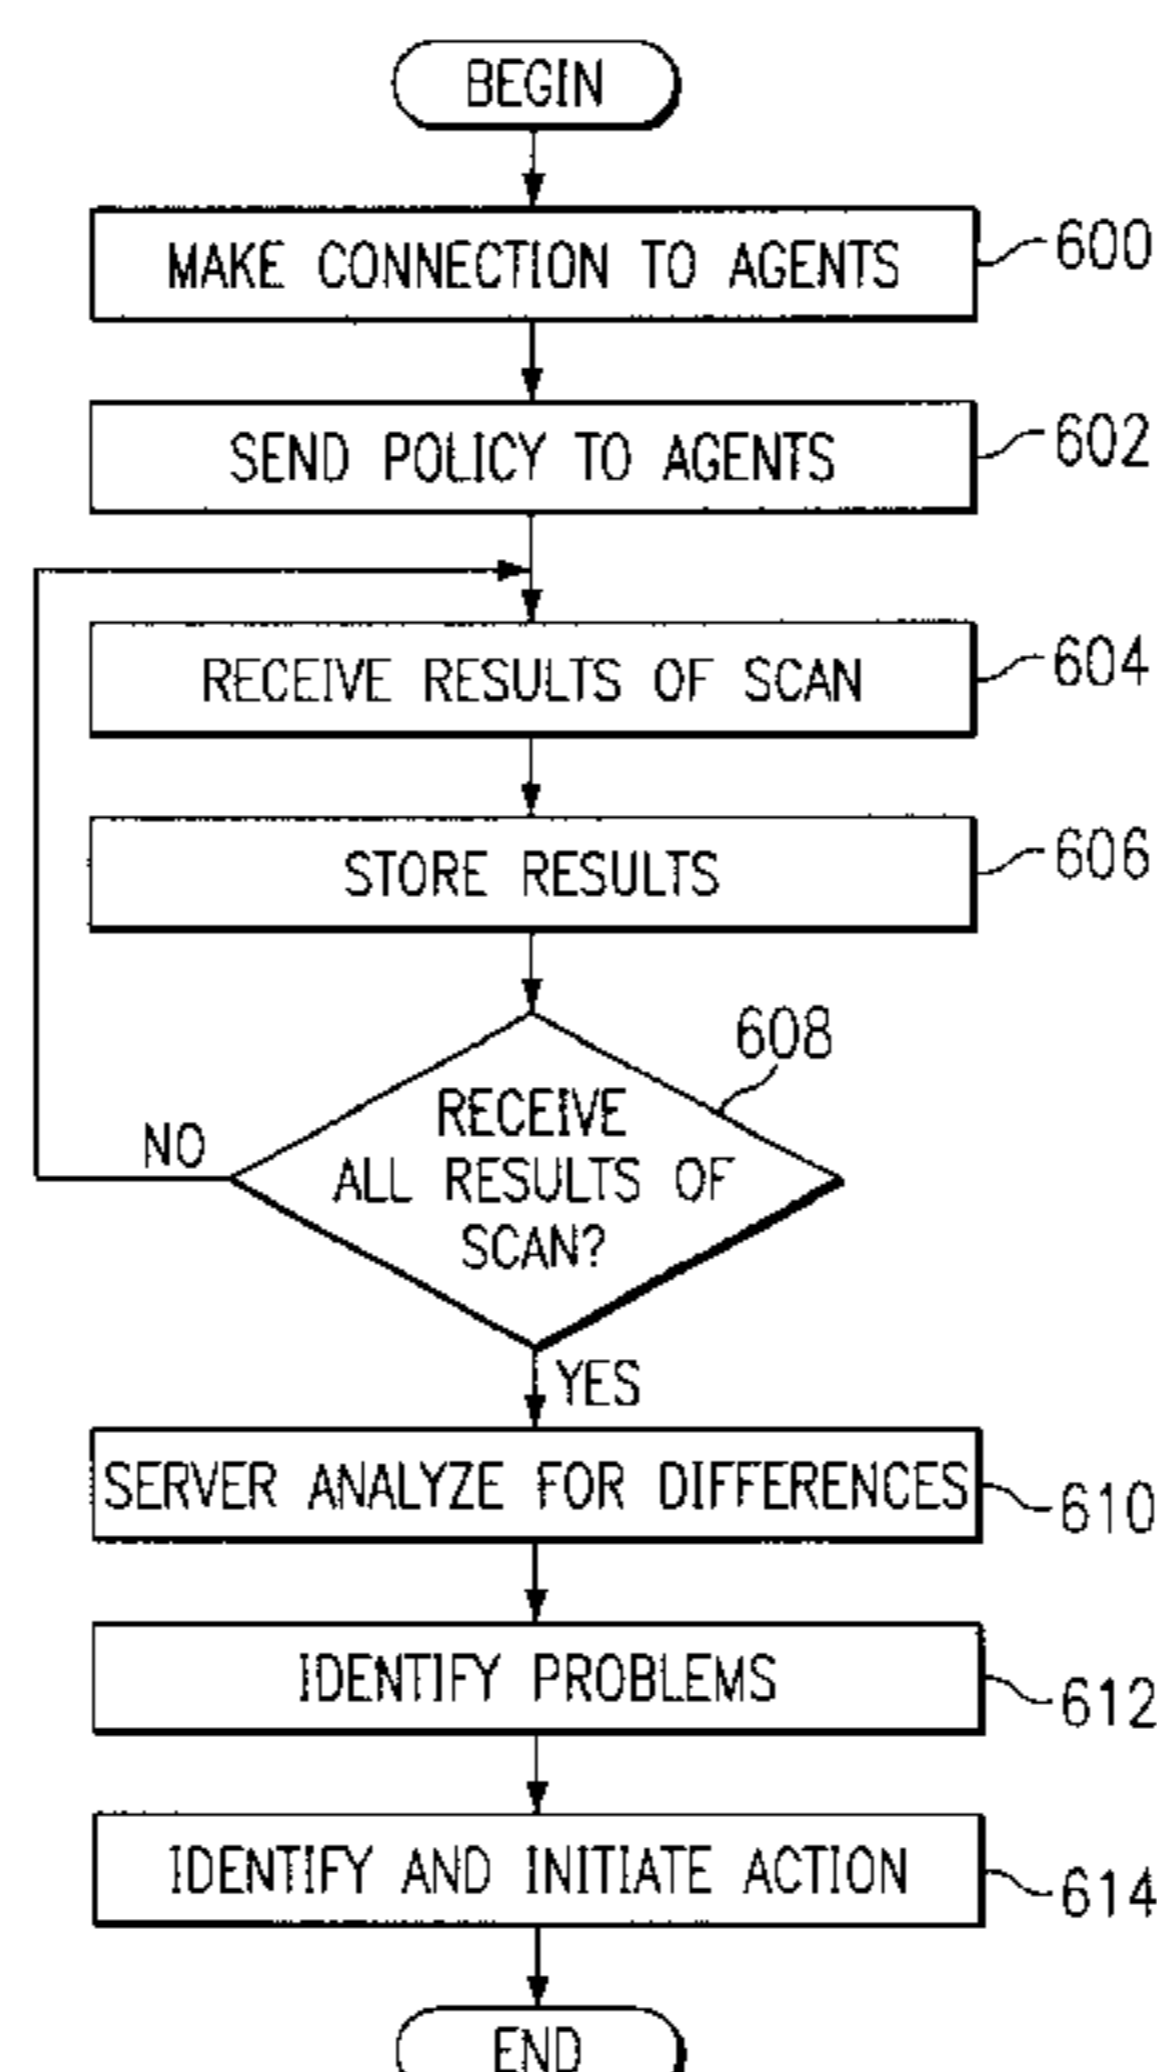 BEGIN
MAKE CONNECTION TO AGENTS
600
SEND POLICY TO AGENTS
602
RECEIVE RESULTS OF SCAN
604
STORE RESULTS
606
608
RECEIVE
ALL RESULTS OF
SCAN?
NO
YES
SERVER ANALYZE FOR DIFFERENCES
610
IDENTIFY PROBLEMS
612
IDENTIFY AND INITIATE ACTION
614
END